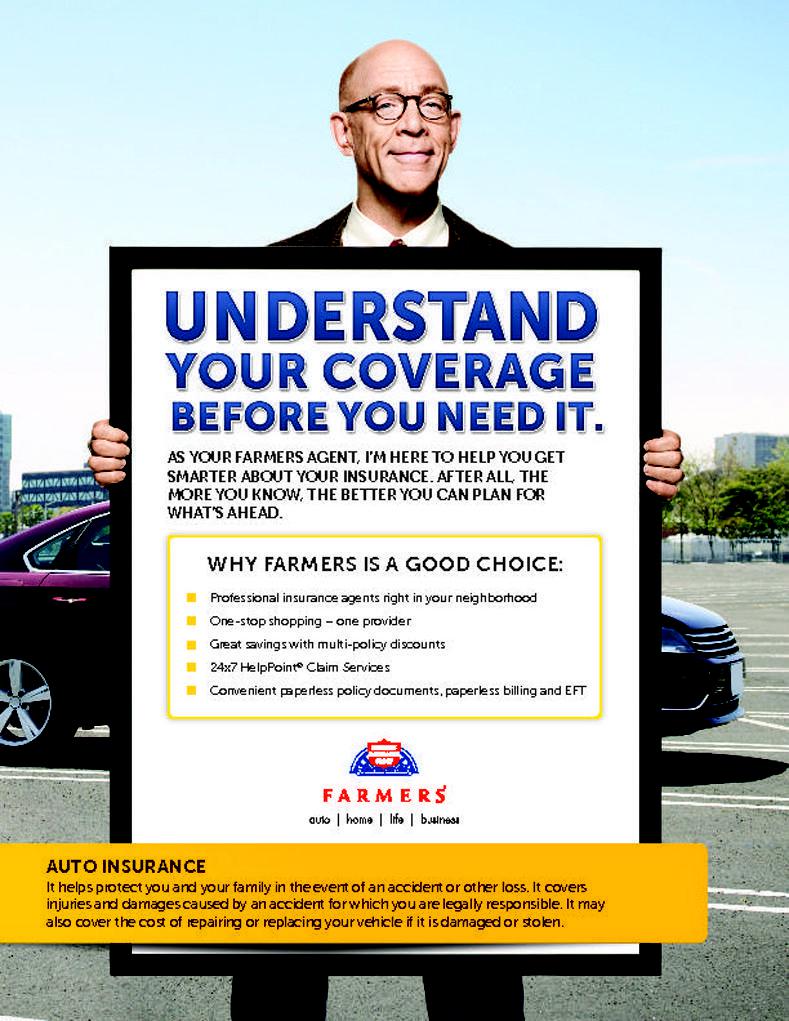 UNDERSTAND
YOUR COVERAGE
BEFORE YOU NEED IT.
AS YOUR FARMERS AGENT, I'M HERE TO HELP YOU GET
SMARTER ABOUT YOUR INSURANCE. AFTER ALL, THE
MORE YOU KNOW, THE BETTER YOU CAN PLAN FOR
WHAT'S AHEAD.
WHY FARMERS IS A GOOD CHOICE:
Professional insurance agents right in your neighborhood
One-stop shopping – one provider
Great savings with multi-policy discounts
24x7 HelpPoint® Claim Services
Convenient paperless policy documents, paperless billing and EFT
FARMERS
auto | home | life | business
AUTO INSURANCE
It helps protect you and your family in the event of an accident or other loss. It covers
injuries and damages caused by an accident for which you are legally responsible. It may
also cover the cost of repairing or replacing your vehicle if it is damaged or stolen.